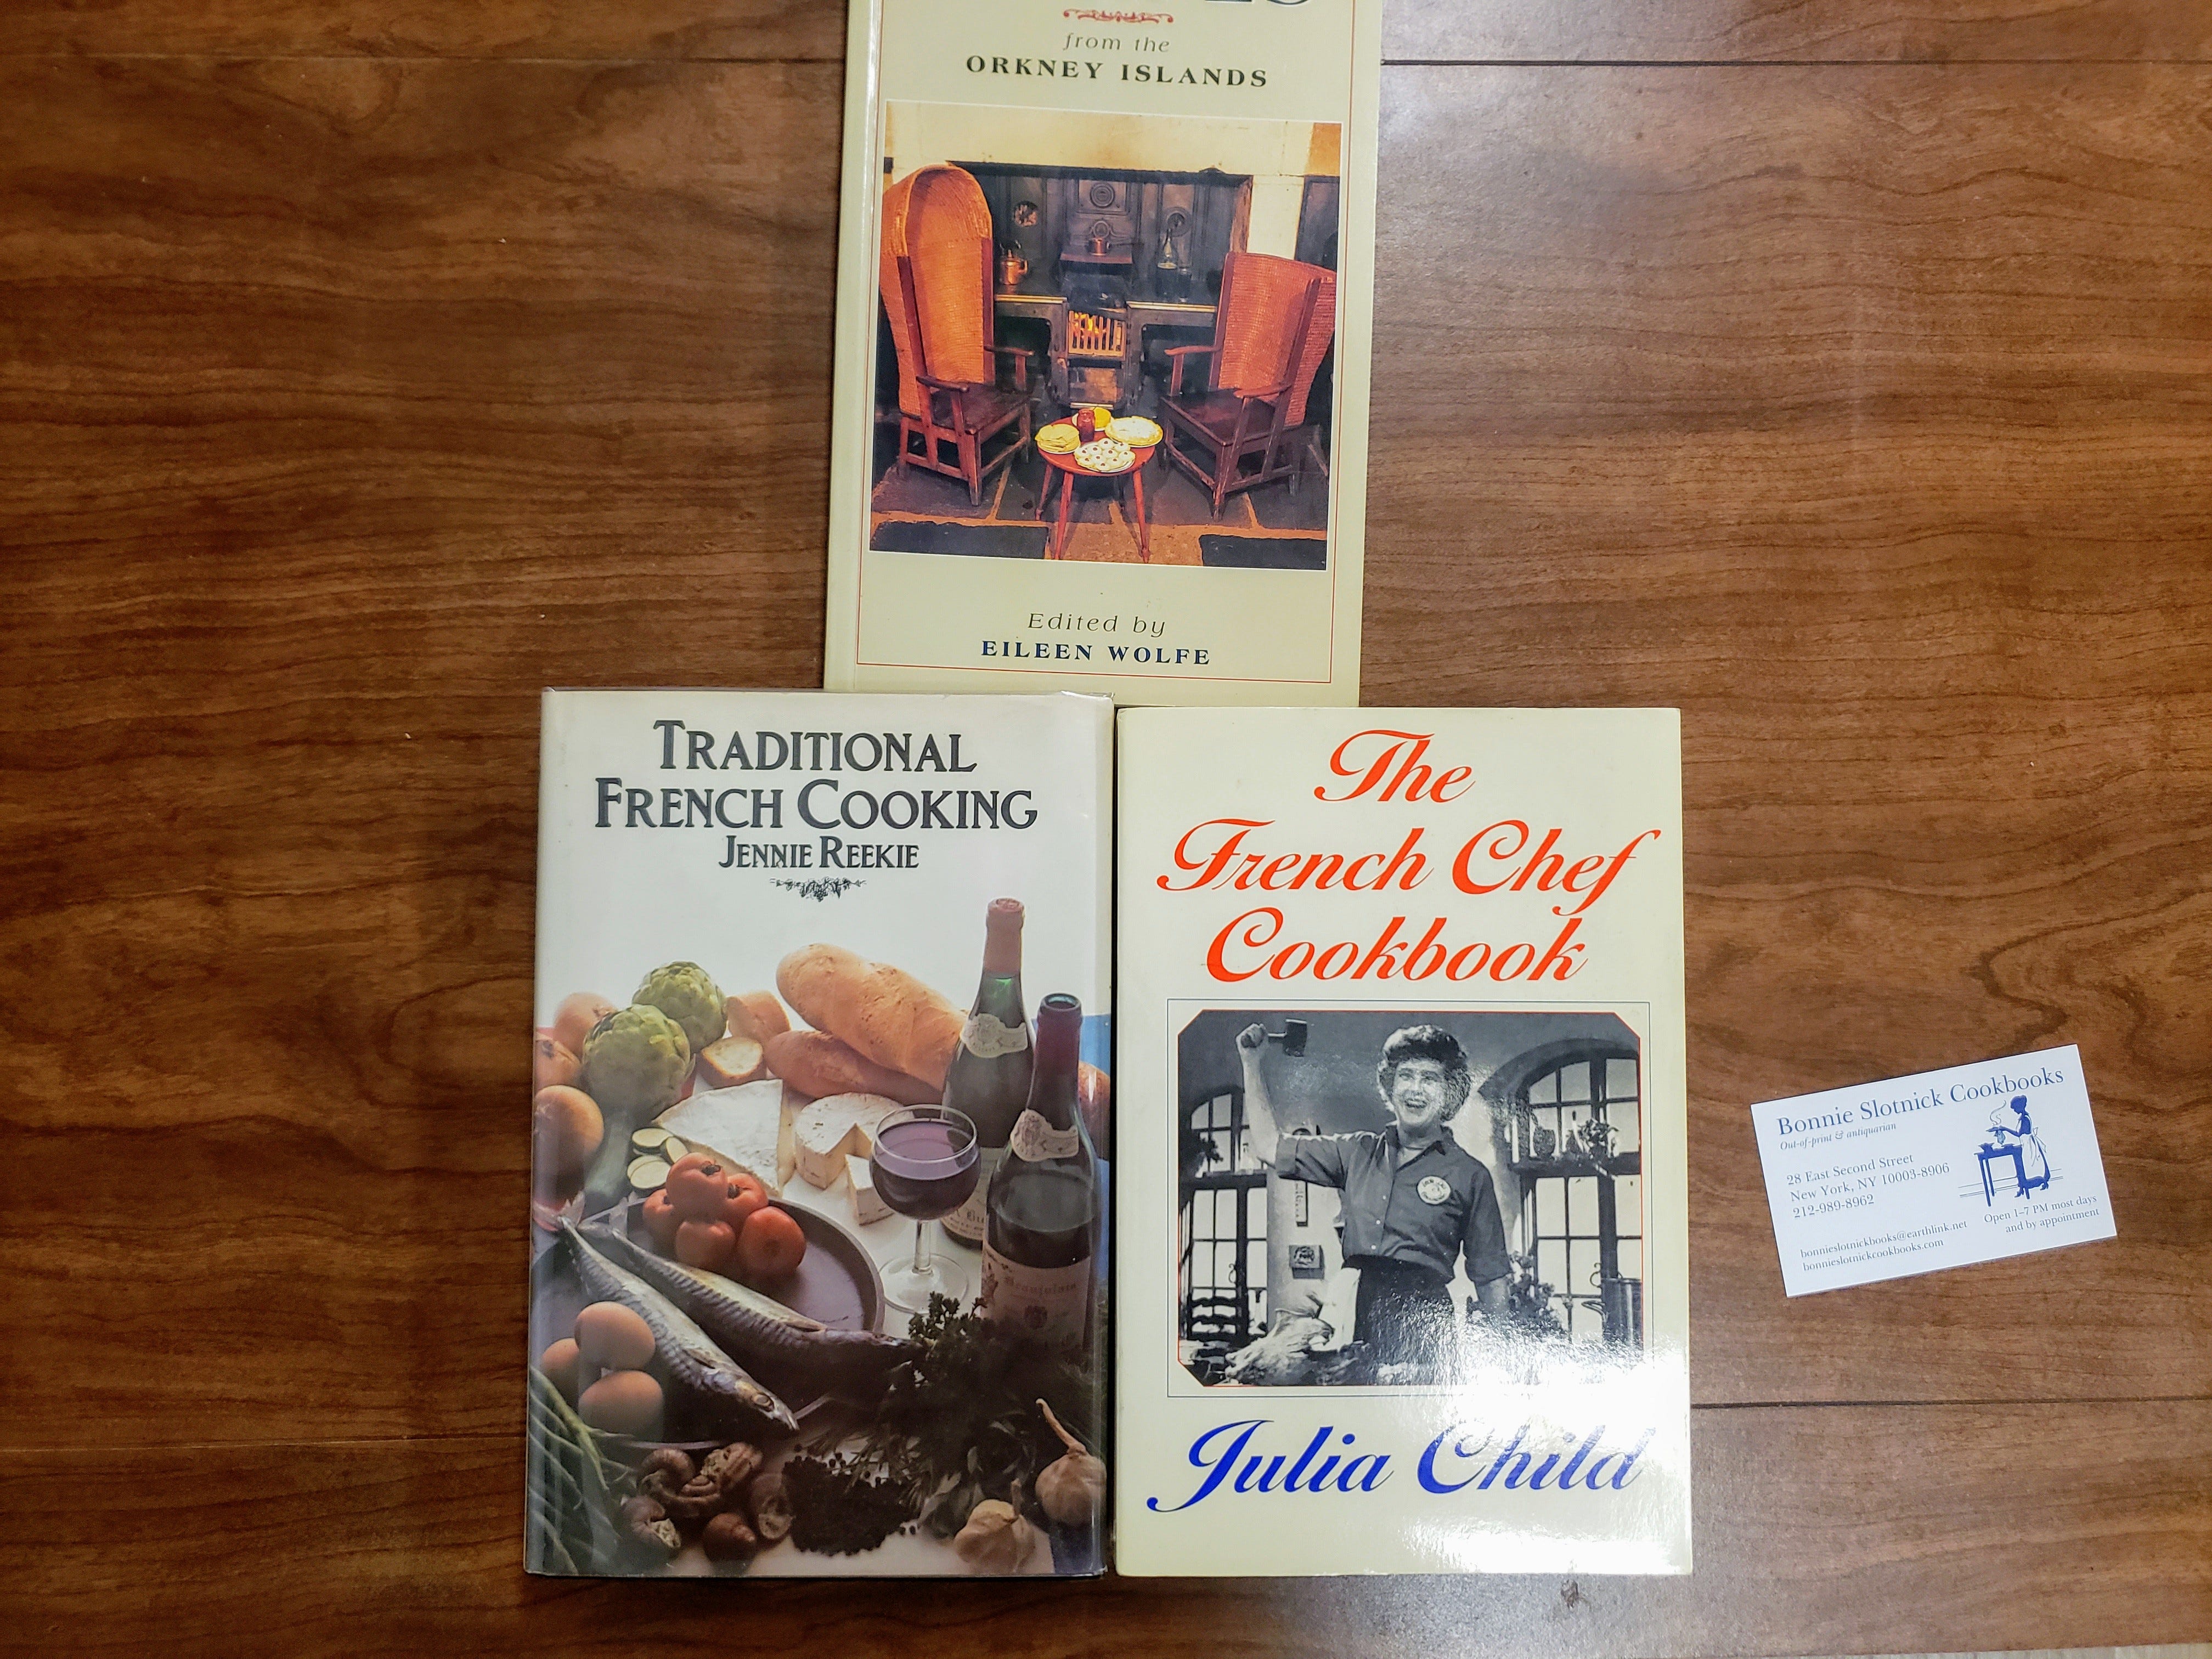 from the
ORKNEY ISLANDS
Edited by
EILEEN WOLFE
TRADITIONAL
FRENCH COOKING
JENNIE REEKIE
The
French Chef
Cookbook
Julia Child
Bonnie Slotnick Cookbooks
Out-of-print & antiquarian
28 East Second Street
New York, NY 10003-8906
212-989-8962
Open 1–7 PM most days
and by appointment
bonnieslotnickbooks@earthlink.net
bonnieslotnickcookbooks.com
Beaujolais